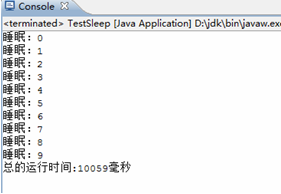 Console
<terminated> TestSleep [Java Application] D:\jdk\bin\javaw.exe
睡眠: 0
睡眠: 1
睡眠: 2
睡眠: 3
睡眠: 4
睡眠: 5
睡眠: 6
睡眠: 7
睡眠: 8
睡眠: 9
总的运行时间:10059毫秒